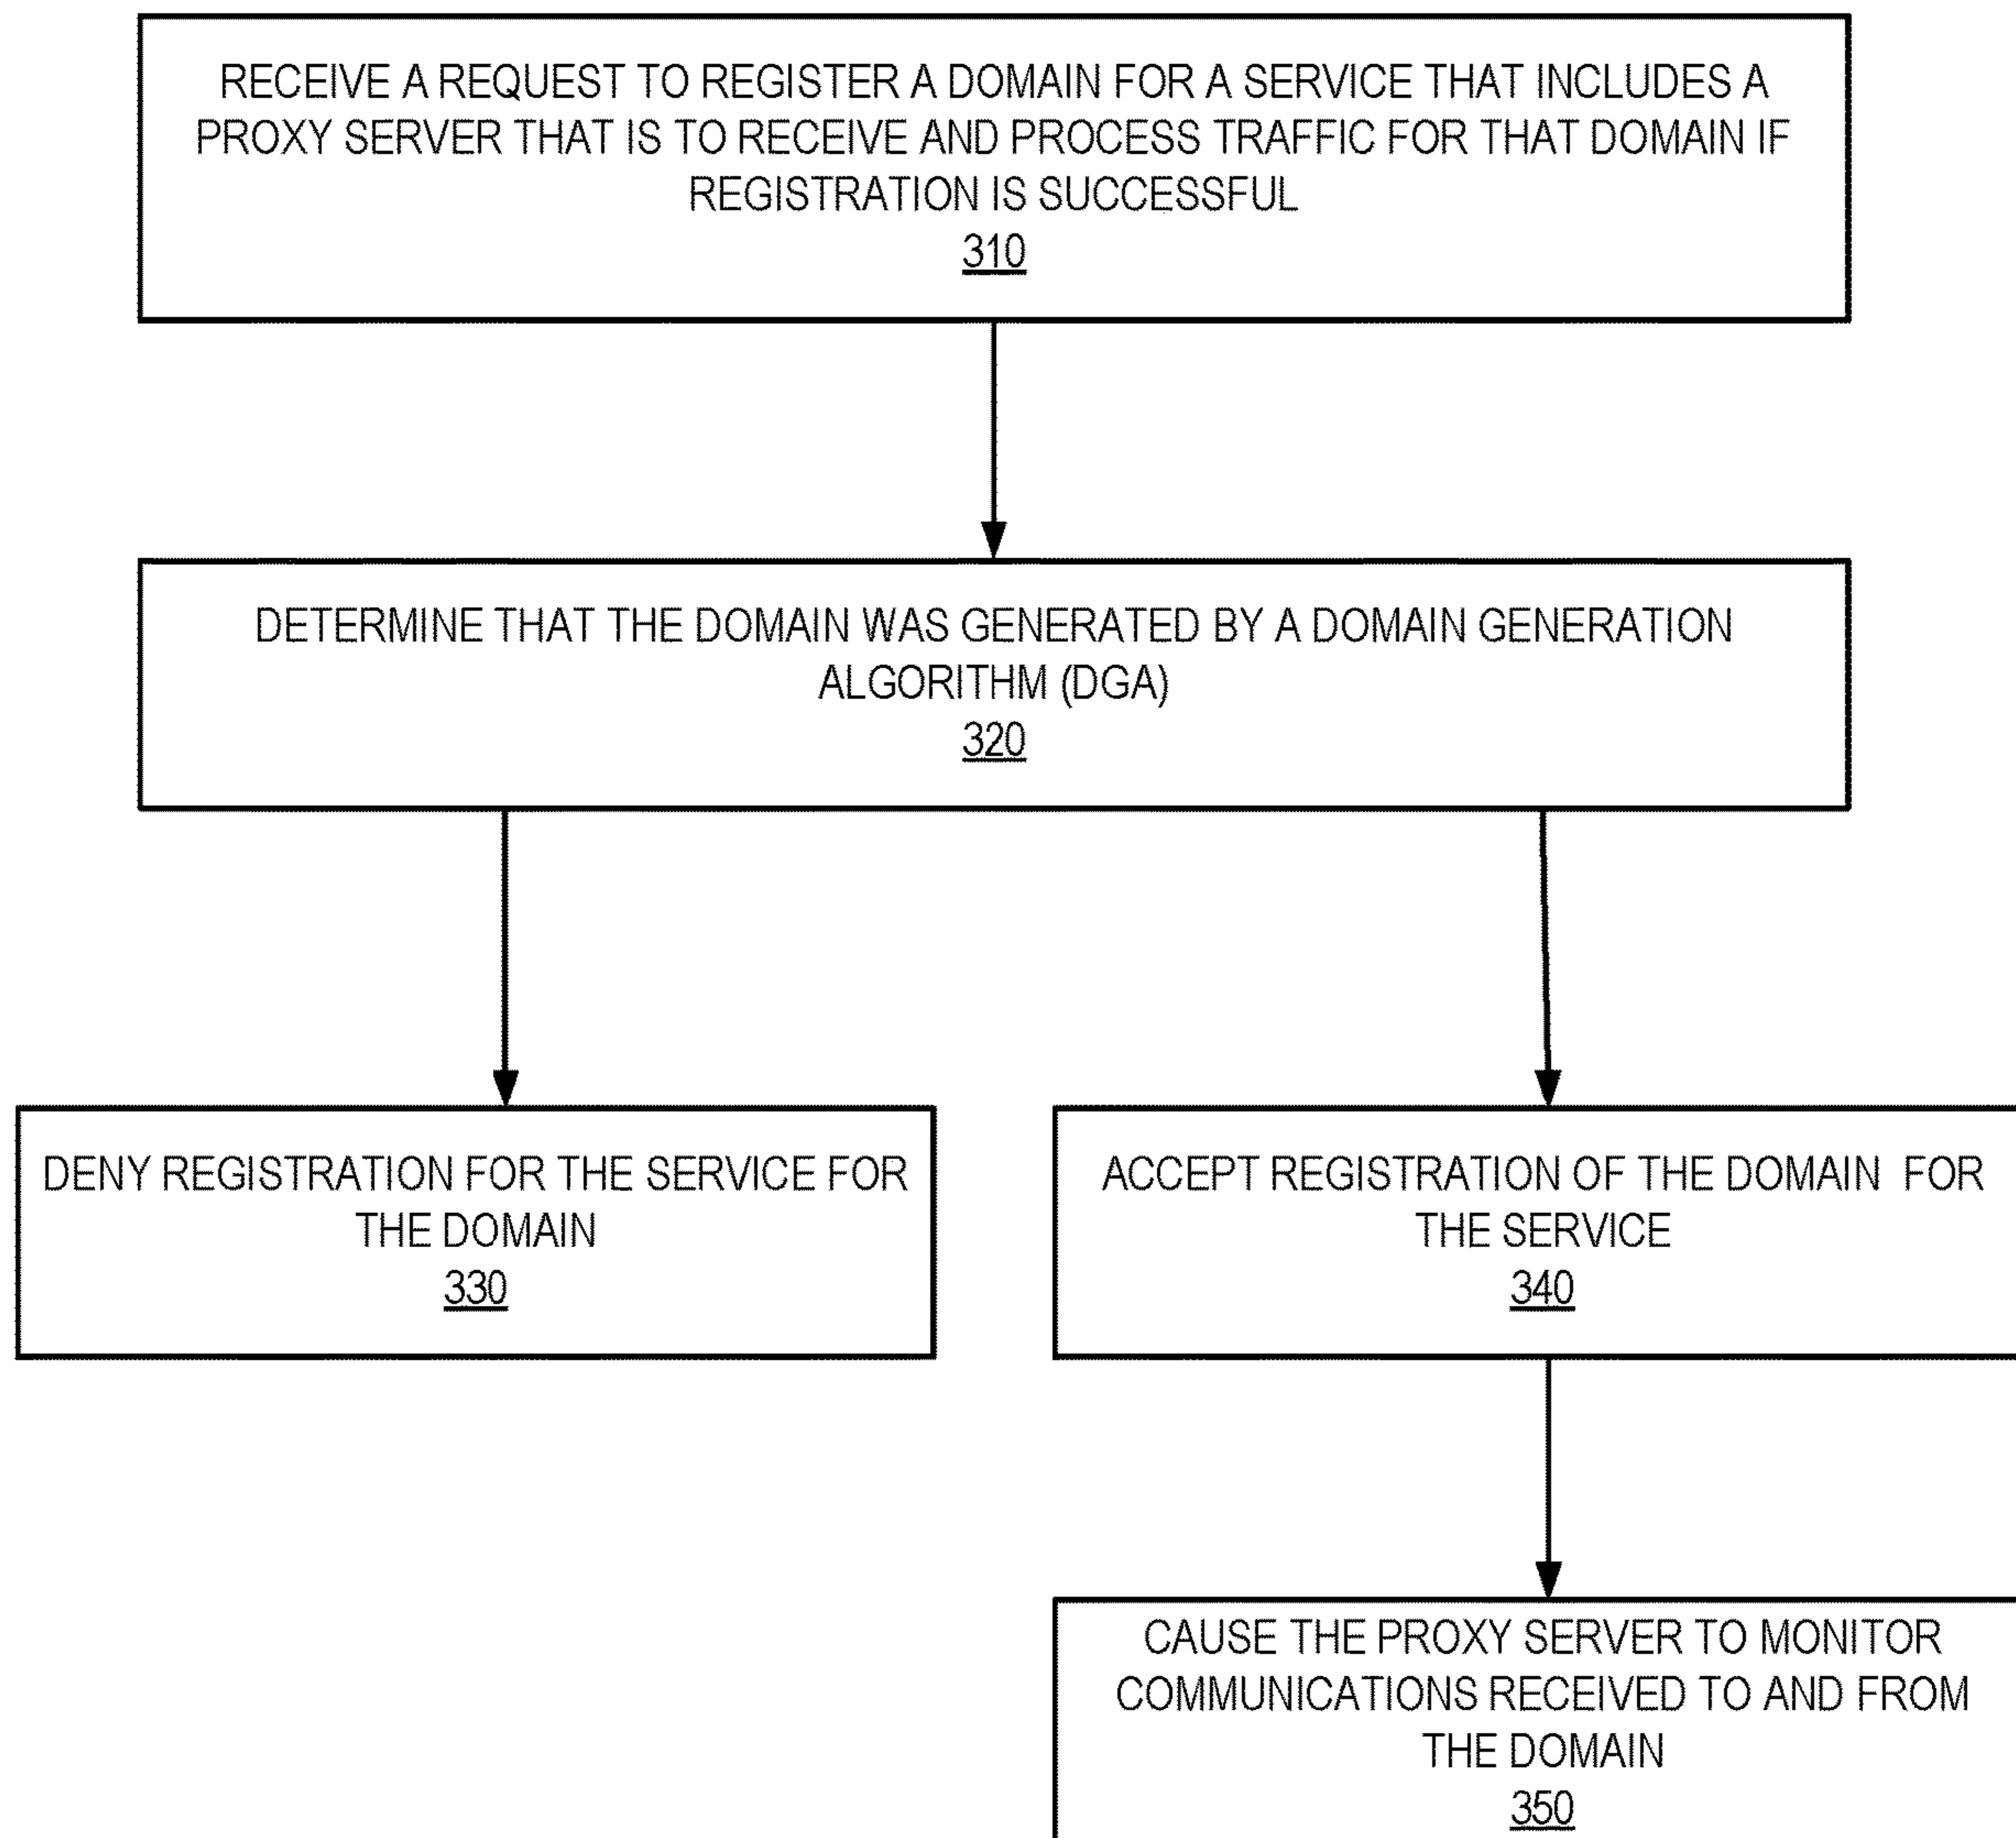 RECEIVE A REQUEST TO REGISTER A DOMAIN FOR A SERVICE THAT INCLUDES A
PROXY SERVER THAT IS TO RECEIVE AND PROCESS TRAFFIC FOR THAT DOMAIN IF
REGISTRATION IS SUCCESSFUL
310
DETERMINE THAT THE DOMAIN WAS GENERATED BY A DOMAIN GENERATION
ALGORITHM (DGA)
320
DENY REGISTRATION FOR THE SERVICE FOR
THE DOMAIN
330
ACCEPT REGISTRATION OF THE DOMAIN FOR
THE SERVICE
340
CAUSE THE PROXY SERVER TO MONITOR
COMMUNICATIONS RECEIVED TO AND FROM
THE DOMAIN
350